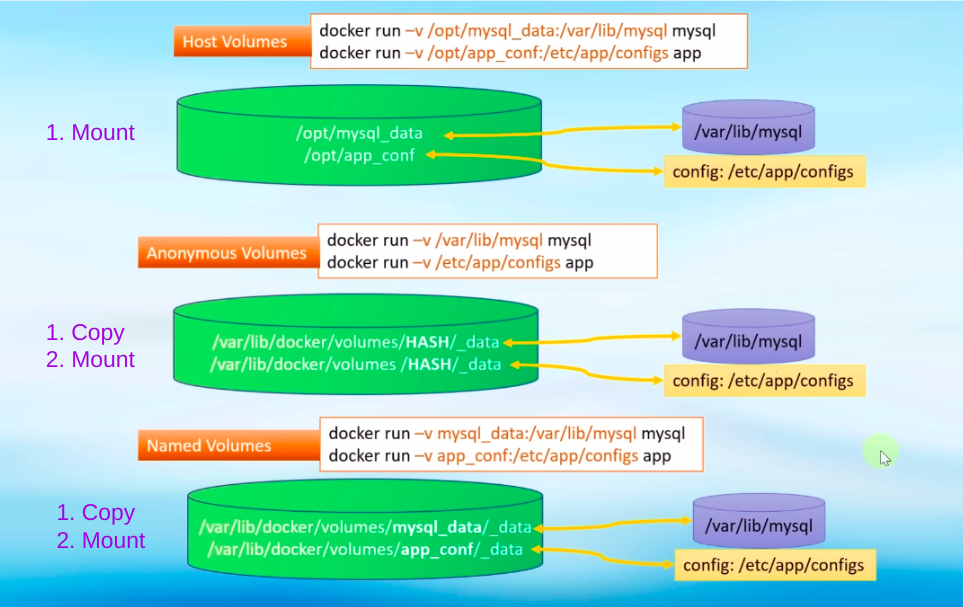 Host Volumes
docker run –v /opt/mysql_data:/var/lib/mysql mysql
docker run –v /opt/app_conf:/etc/app/configs app
1. Mount
/opt/mysql_data
/opt/app_conf
/var/lib/mysql
config: /etc/app/configs
Anonymous Volumes
docker run –v /var/lib/mysql mysql
docker run –v /etc/app/configs app
1. Copy
2. Mount
/var/lib/docker/volumes/HASH/_data
/var/lib/docker/volumes /HASH/_data
/var/lib/mysql
config: /etc/app/configs
Named Volumes
docker run –v mysql_data:/var/lib/mysql mysql
docker run –v app_conf:/etc/app/configs app
1. Copy
2. Mount
/var/lib/docker/volumes/mysql_data/_data
/var/lib/docker/volumes/app_conf/_data
/var/lib/mysql
config: /etc/app/configs